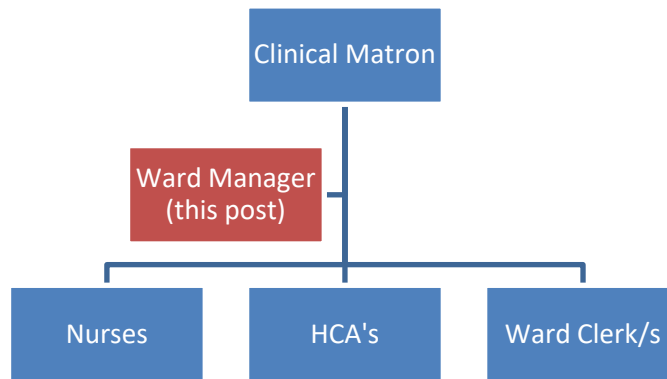 Clinical Matron
Ward Manager
(this post)
Nurses
HCA's
Ward Clerk/s